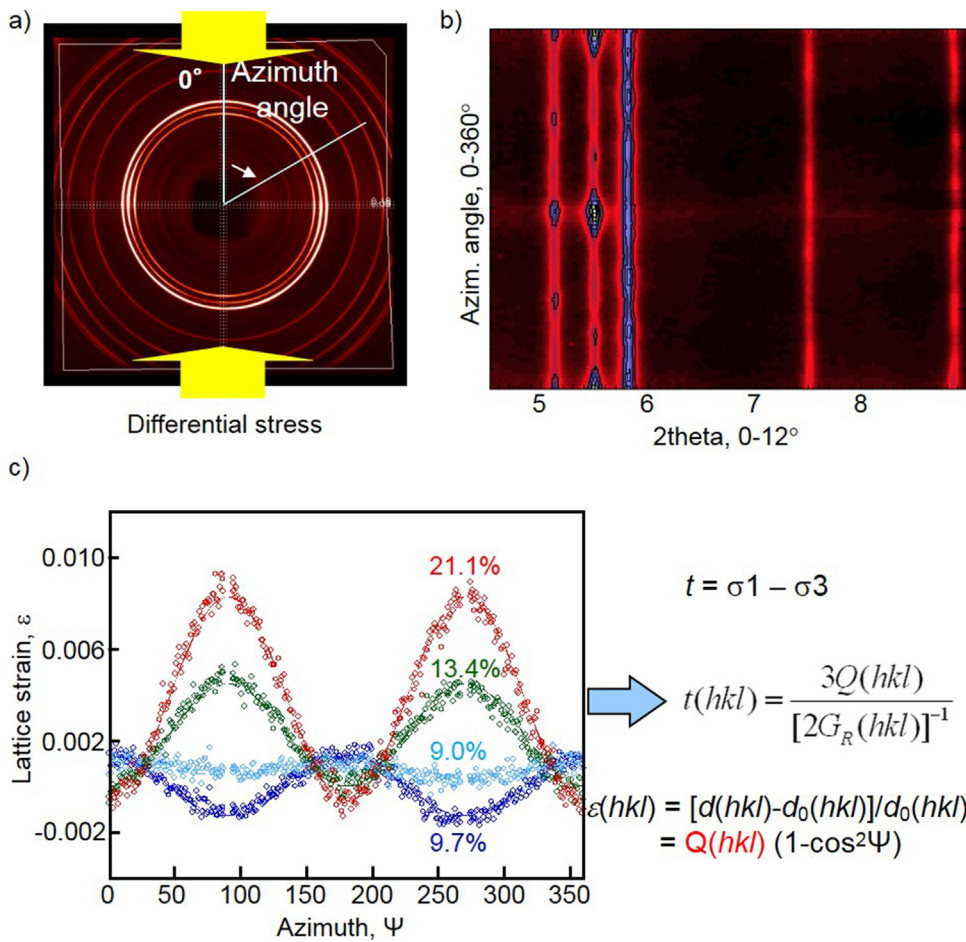 a)
0°
Azimuth
angle
Differential stress
b)
Azim. angle, 0-360°
5 6 7 8
2theta, 0-12°
c)
Lattice strain, ε
0.010
0.006
0.002
-0.002
21.1%
13.4%
9.0%
9.7%
0 50 100 150 200 250 300 350
Azimuth, Ψ
t = σ1 – σ3
t(hkl) = 3Q(hkl) / [2G_R(hkl)]⁻¹
ε(hkl) = [d(hkl)-d₀(hkl)]/d₀(hkl)
= Q(hkl) (1-cos²Ψ)